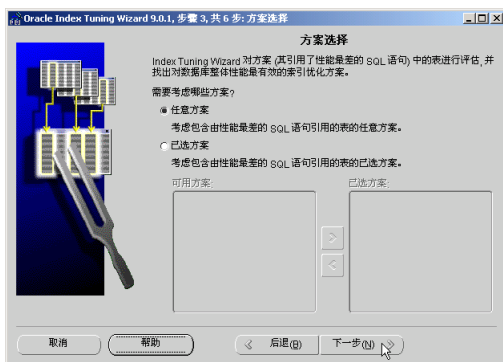 Oracle Index Tuning Wizard 9.0.1, 步骤 3, 共 6 步: 方案选择
方案选择
Index Tuning Wizard 对方案 (其引用了性能最差的 SQL 语句) 中的表进行评估, 并
找出对数据库整体性能最有效的索引优化方案。
需要考虑哪些方案?
任意方案
考虑包含由性能最差的 SQL 语句引用的表的任意方案。
已选方案
考虑包含由性能最差的 SQL 语句引用的表的已选方案。
可用方案:
已选方案:
取消
帮助
后退(B)
下一步(N)